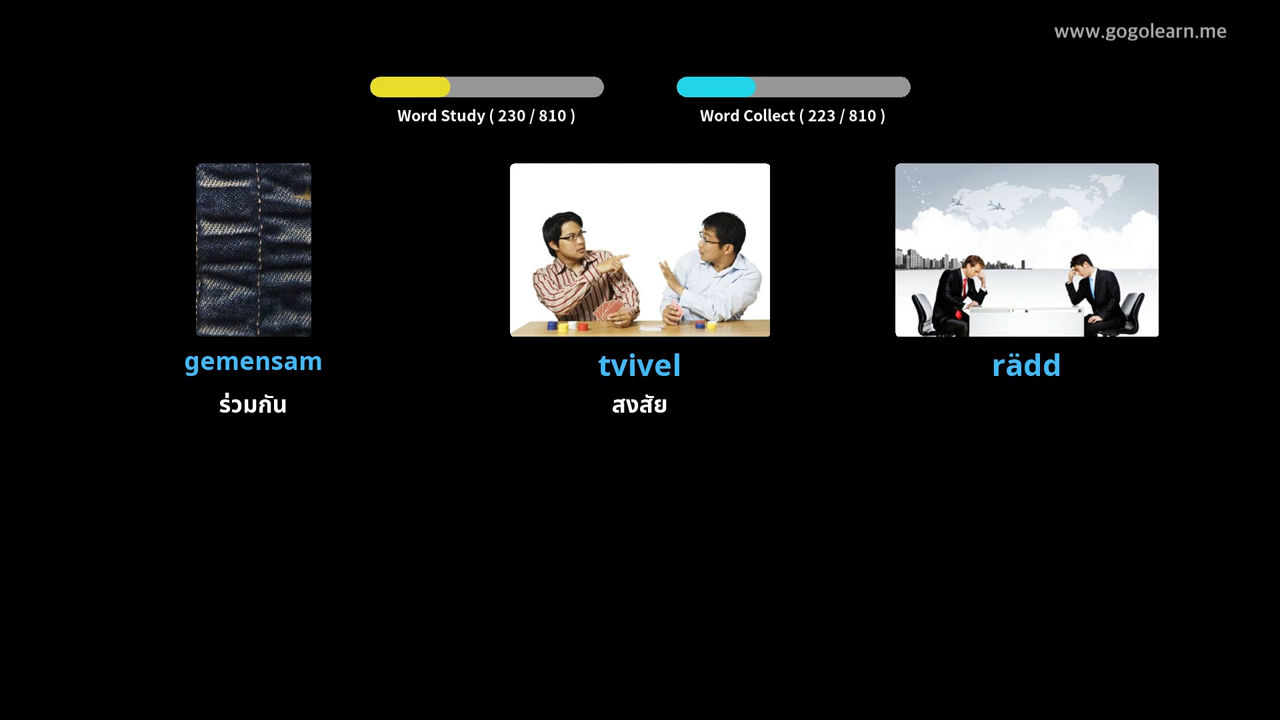 www.gogolearn.me
Word Study ( 230 / 810 )
Word Collect ( 223 / 810 )
gemensam
ร่วมกัน
tvivel
สงสัย
rädd